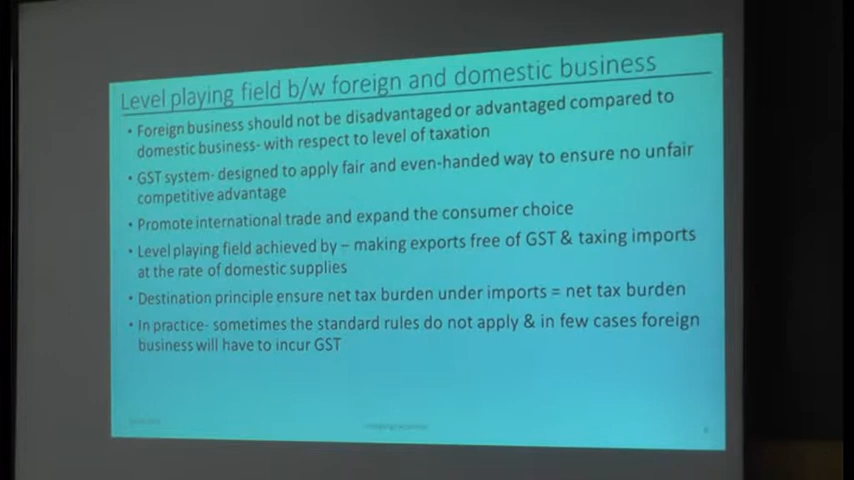 Level playing field b/w foreign and domestic business
• Foreign business should not be disadvantaged or advantaged compared to
domestic business- with respect to level of taxation
• GST system- designed to apply fair and even-handed way to ensure no unfair
competitive advantage
• Promote international trade and expand the consumer choice
• Level playing field achieved by – making exports free of GST & taxing imports
at the rate of domestic supplies
• Destination principle ensure net tax burden under imports = net tax burden
• In practice- sometimes the standard rules do not apply & in few cases foreign
business will have to incur GST